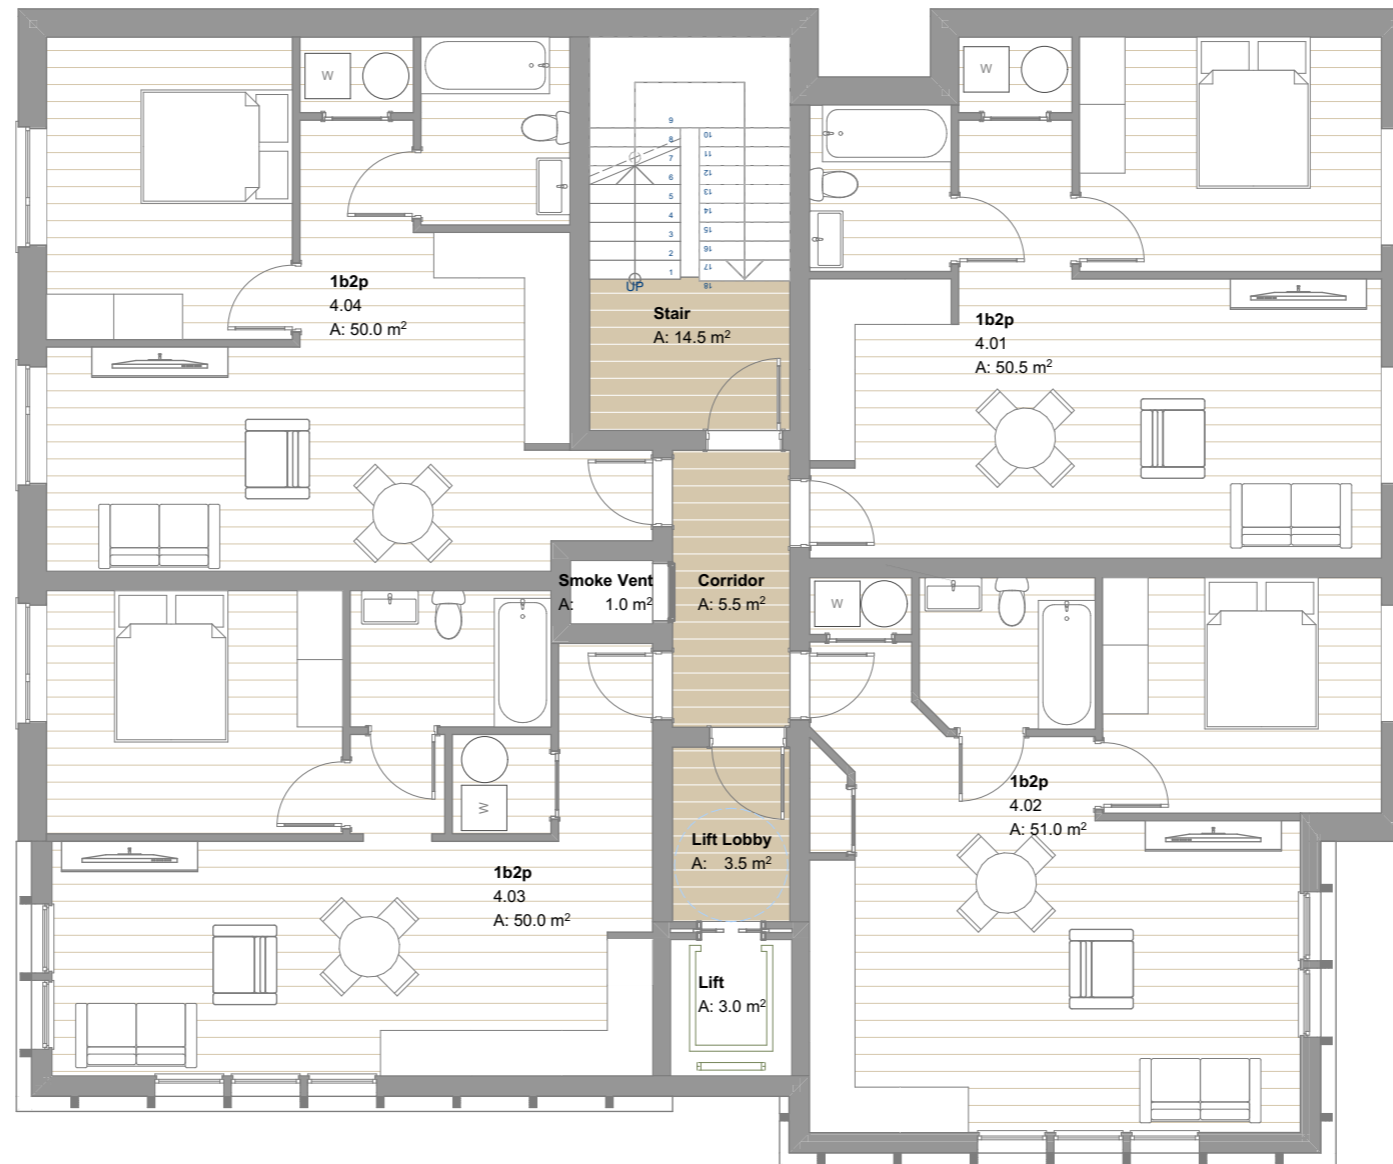 W
W
9
8
7
6
5
4
3
2
1
10
11
12
13
14
15
16
17
18
UP
1b2p
4.04
A: 50.0 m²
Stair
A: 14.5 m²
1b2p
4.01
A: 50.5 m²
Smoke Vent
A: 1.0 m²
Corridor
A: 5.5 m²
W
W
1b2p
4.02
A: 51.0 m²
Lift Lobby
A: 3.5 m²
1b2p
4.03
A: 50.0 m²
Lift
A: 3.0 m²